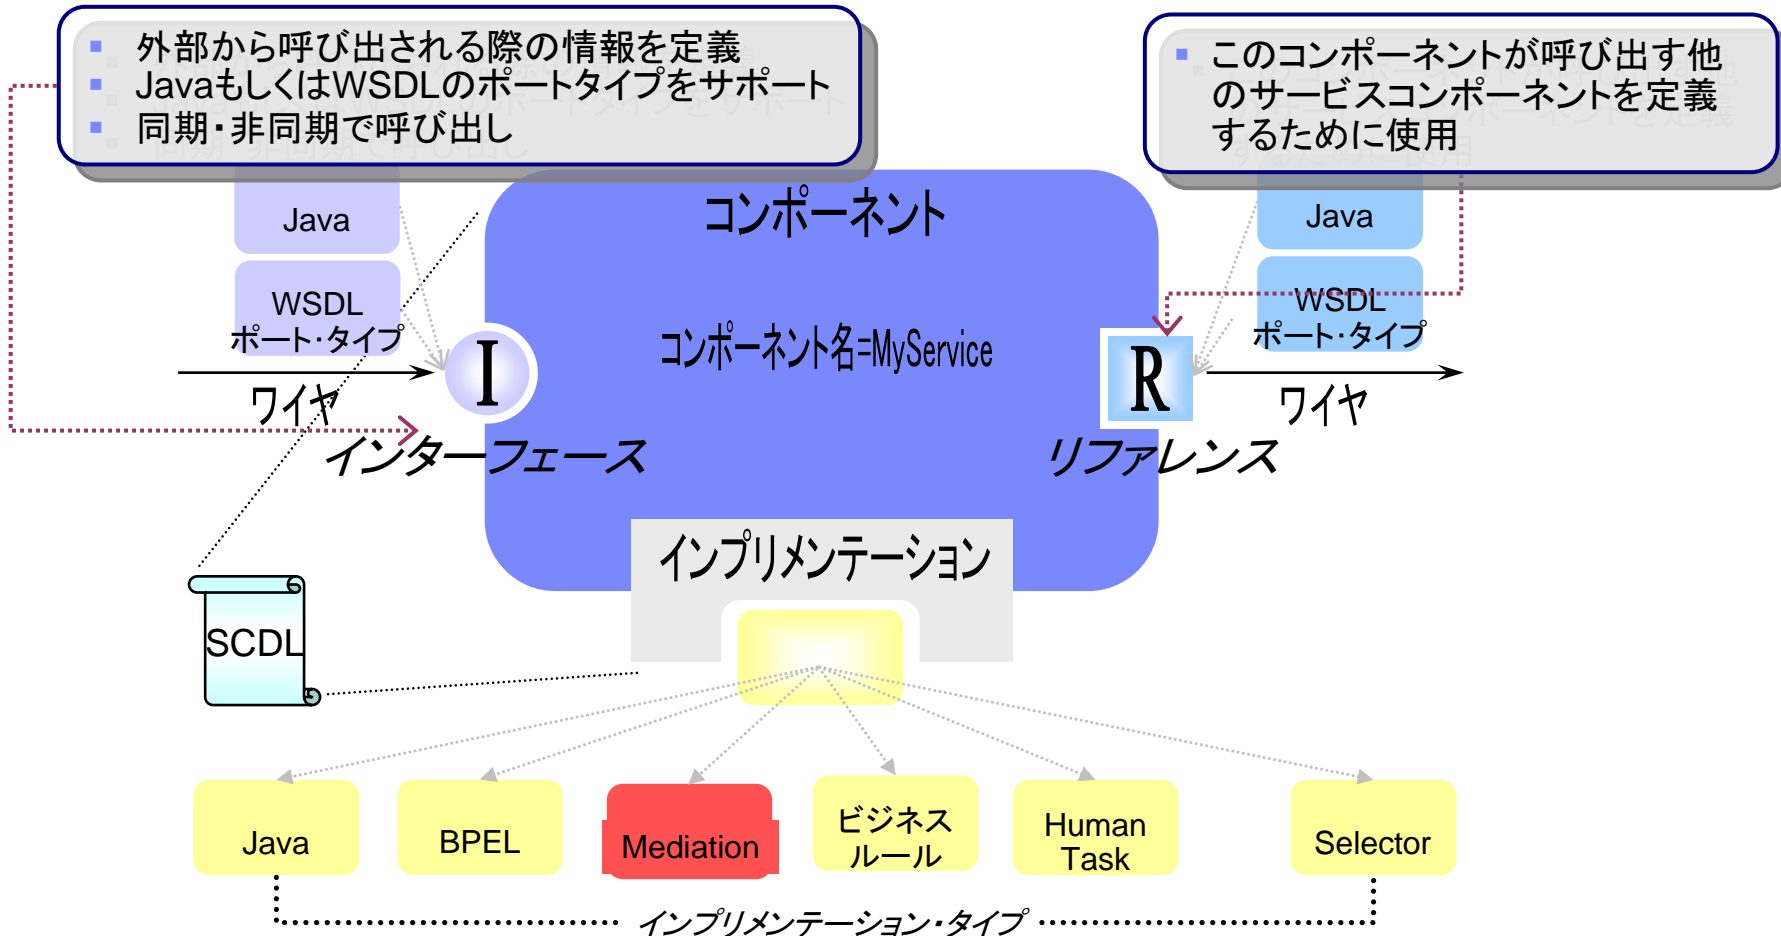 外部から呼び出される際の情報を定義
JavaもしくはWSDLのポートタイプをサポート
同期・非同期で呼び出し
このコンポーネントが呼び出す他
のサービスコンポーネントを定義
するために使用
Java
WSDL
ポート・タイプ
ワイヤ
I
インターフェース
コンポーネント
コンポーネント名=MyService
R
リファレンス
Java
WSDL
ポート・タイプ
ワイヤ
インプリメンテーション
SCDL
Java
BPEL
Mediation
ビジネス
ルール
Human
Task
Selector
インプリメンテーション・タイプ